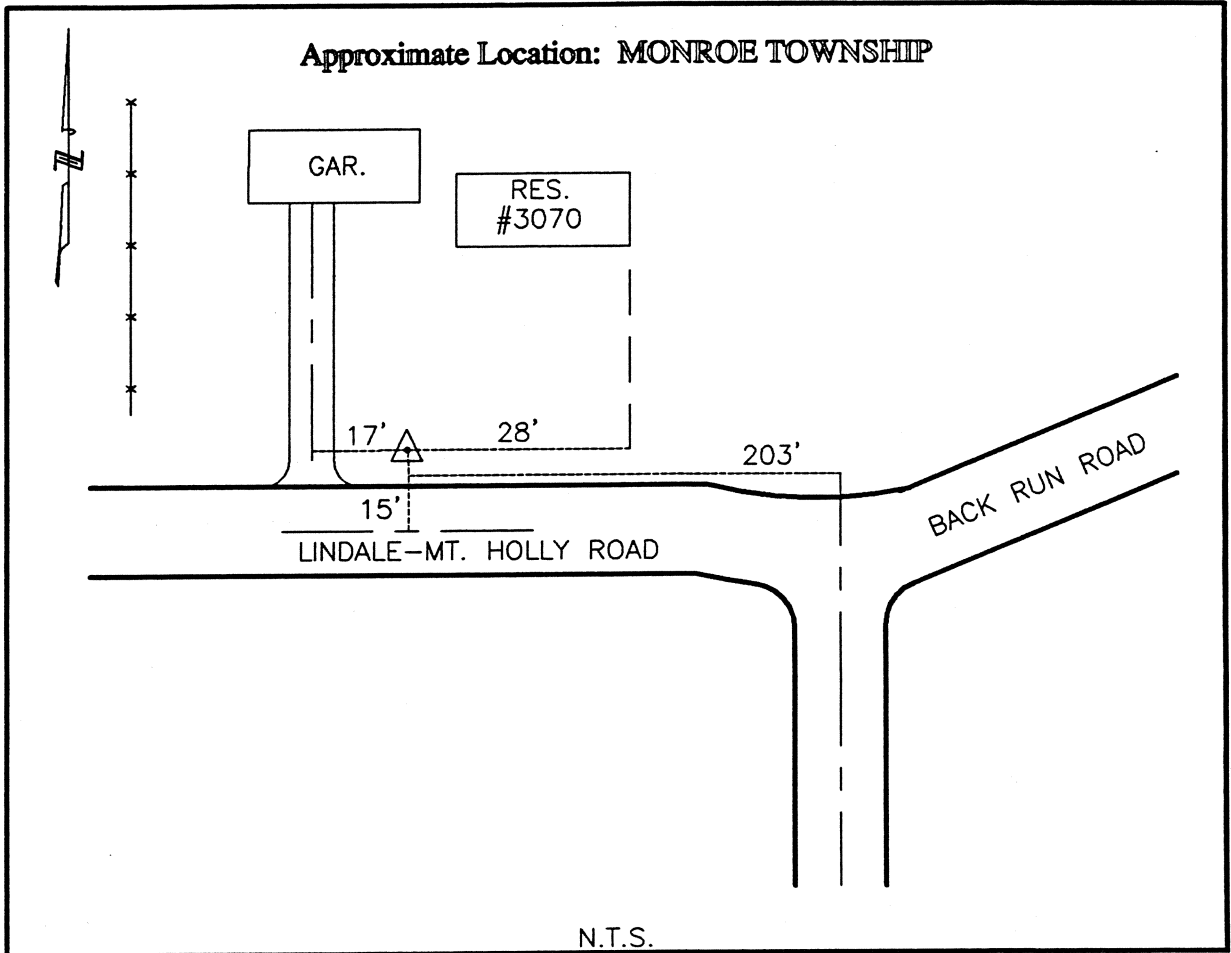 Approximate Location: MONROE TOWNSHIP
N
GAR.
RES.
#3070
17'
28'
203'
15'
BACK RUN ROAD
LINDALE-MT. HOLLY ROAD
N.T.S.